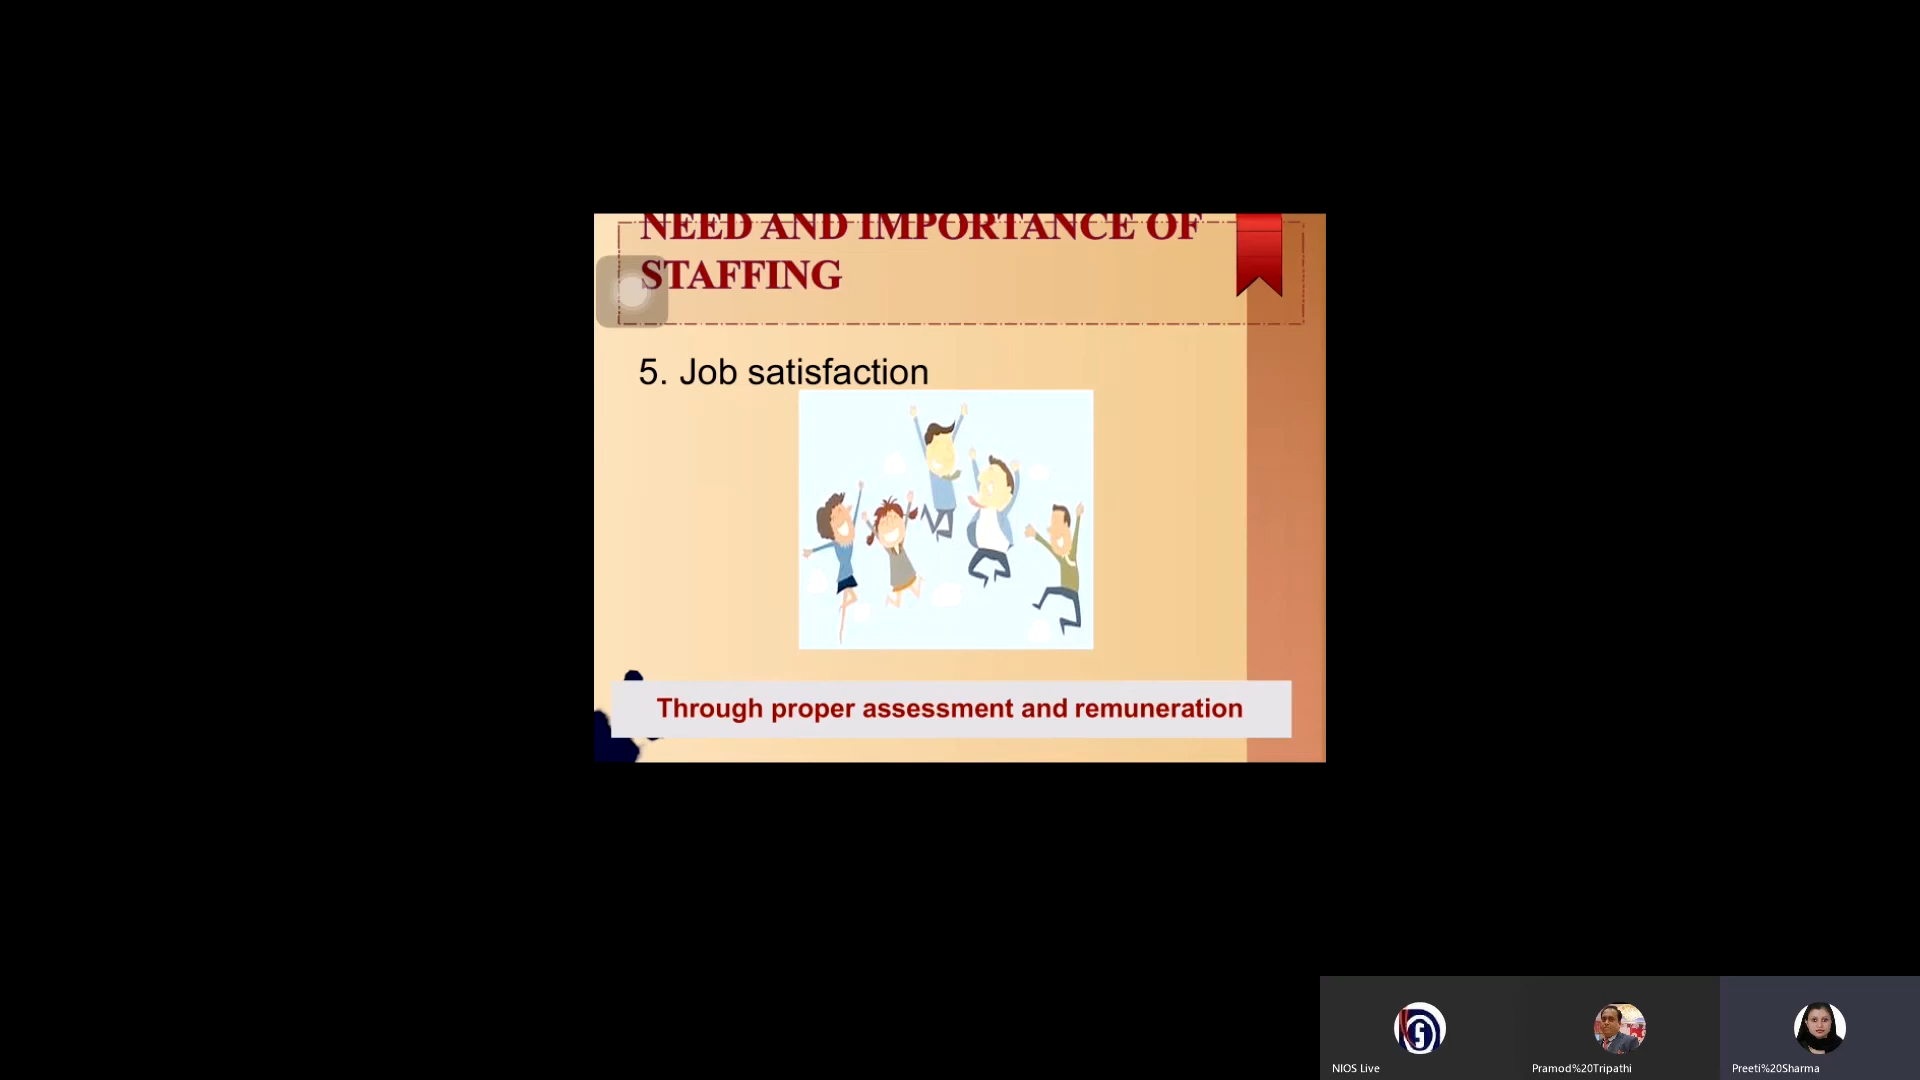 NEED AND IMPORTANCE OF
STAFFING
5. Job satisfaction
Through proper assessment and remuneration
NIOS Live
Pramod%20Tripathi
Preeti%20Sharma